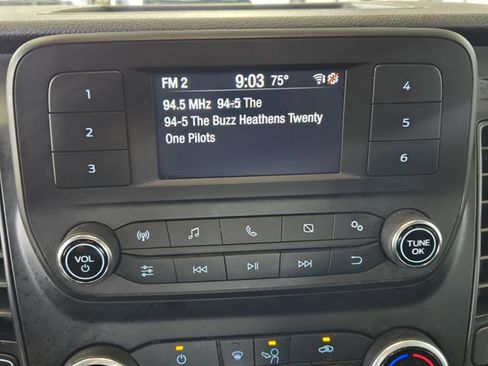 FM 2 9:03 75°
94.5 MHz 94-5 The
94-5 The Buzz Heathens Twenty
One Pilots
1
2
3
4
5
6
VOL
TUNE
OK